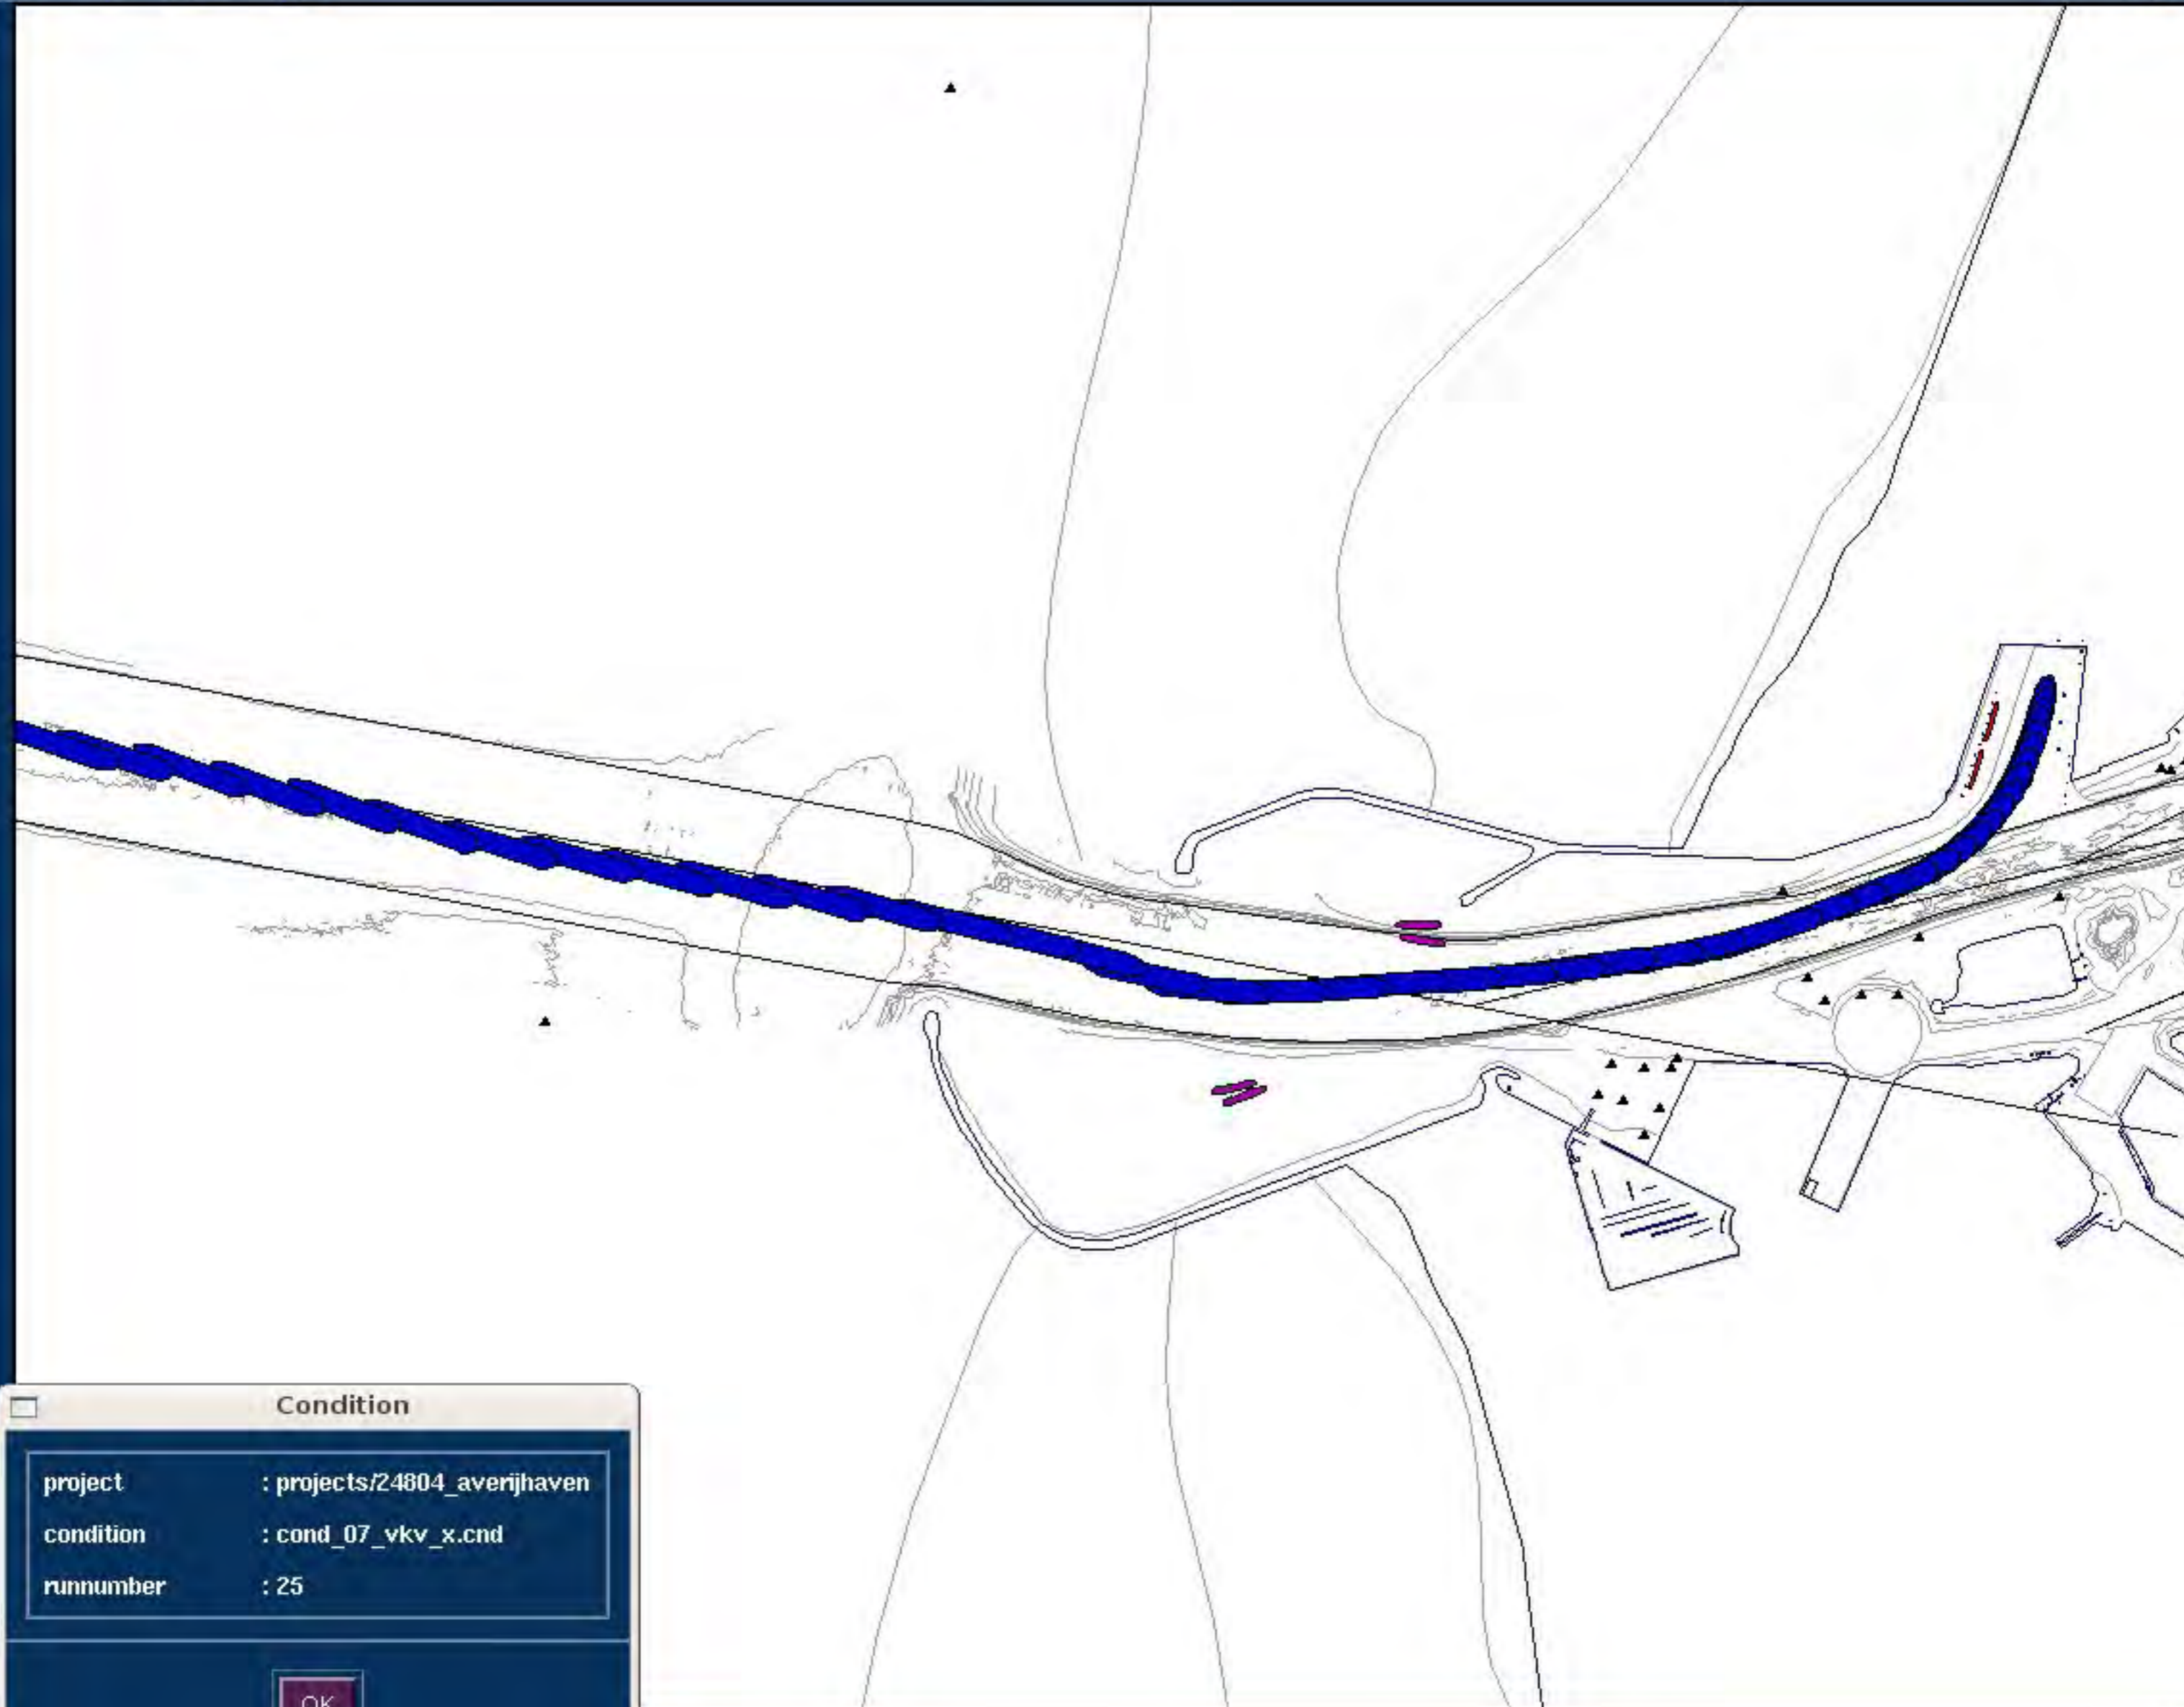 Condition
project : projects/24804_averijhaven
condition : cond_07_vkv_x.cnd
runnumber : 25
OK